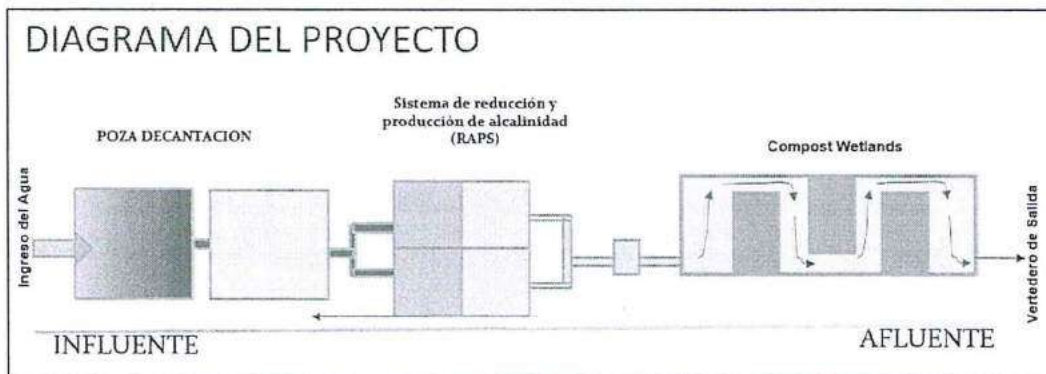 DIAGRAMA DEL PROYECTO
Sistema de reducción y
producción de alcalinidad
(RAPS)
POZA DECANTACION
Compost Wetlands
Ingreso del Agua
Vertedero de Salida
INFLUENTE
AFLUENTE